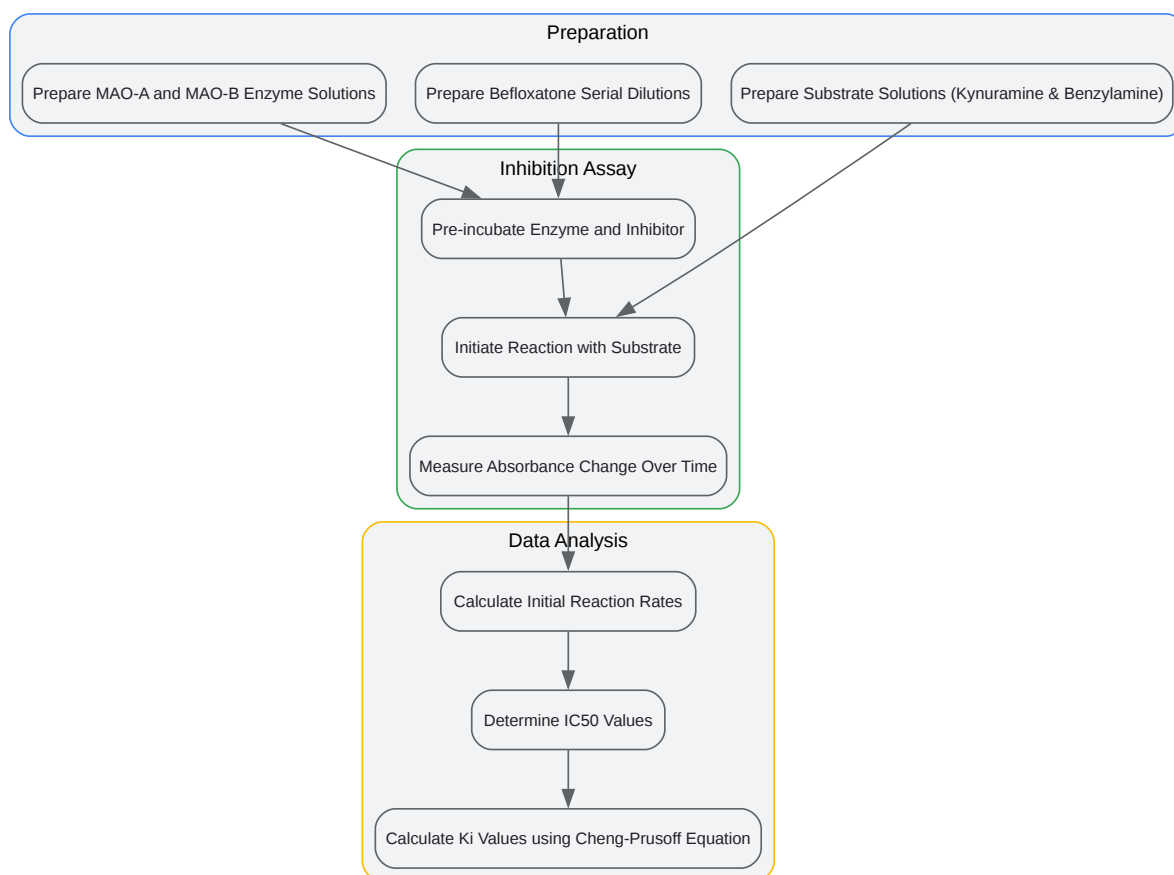 Preparation
Prepare MAO-A and MAO-B Enzyme Solutions
Prepare Befloxatone Serial Dilutions
Prepare Substrate Solutions (Kynuramine & Benzylamine)
Inhibition Assay
Pre-incubate Enzyme and Inhibitor
Initiate Reaction with Substrate
Measure Absorbance Change Over Time
Data Analysis
Calculate Initial Reaction Rates
Determine IC50 Values
Calculate Ki Values using Cheng-Prusoff Equation